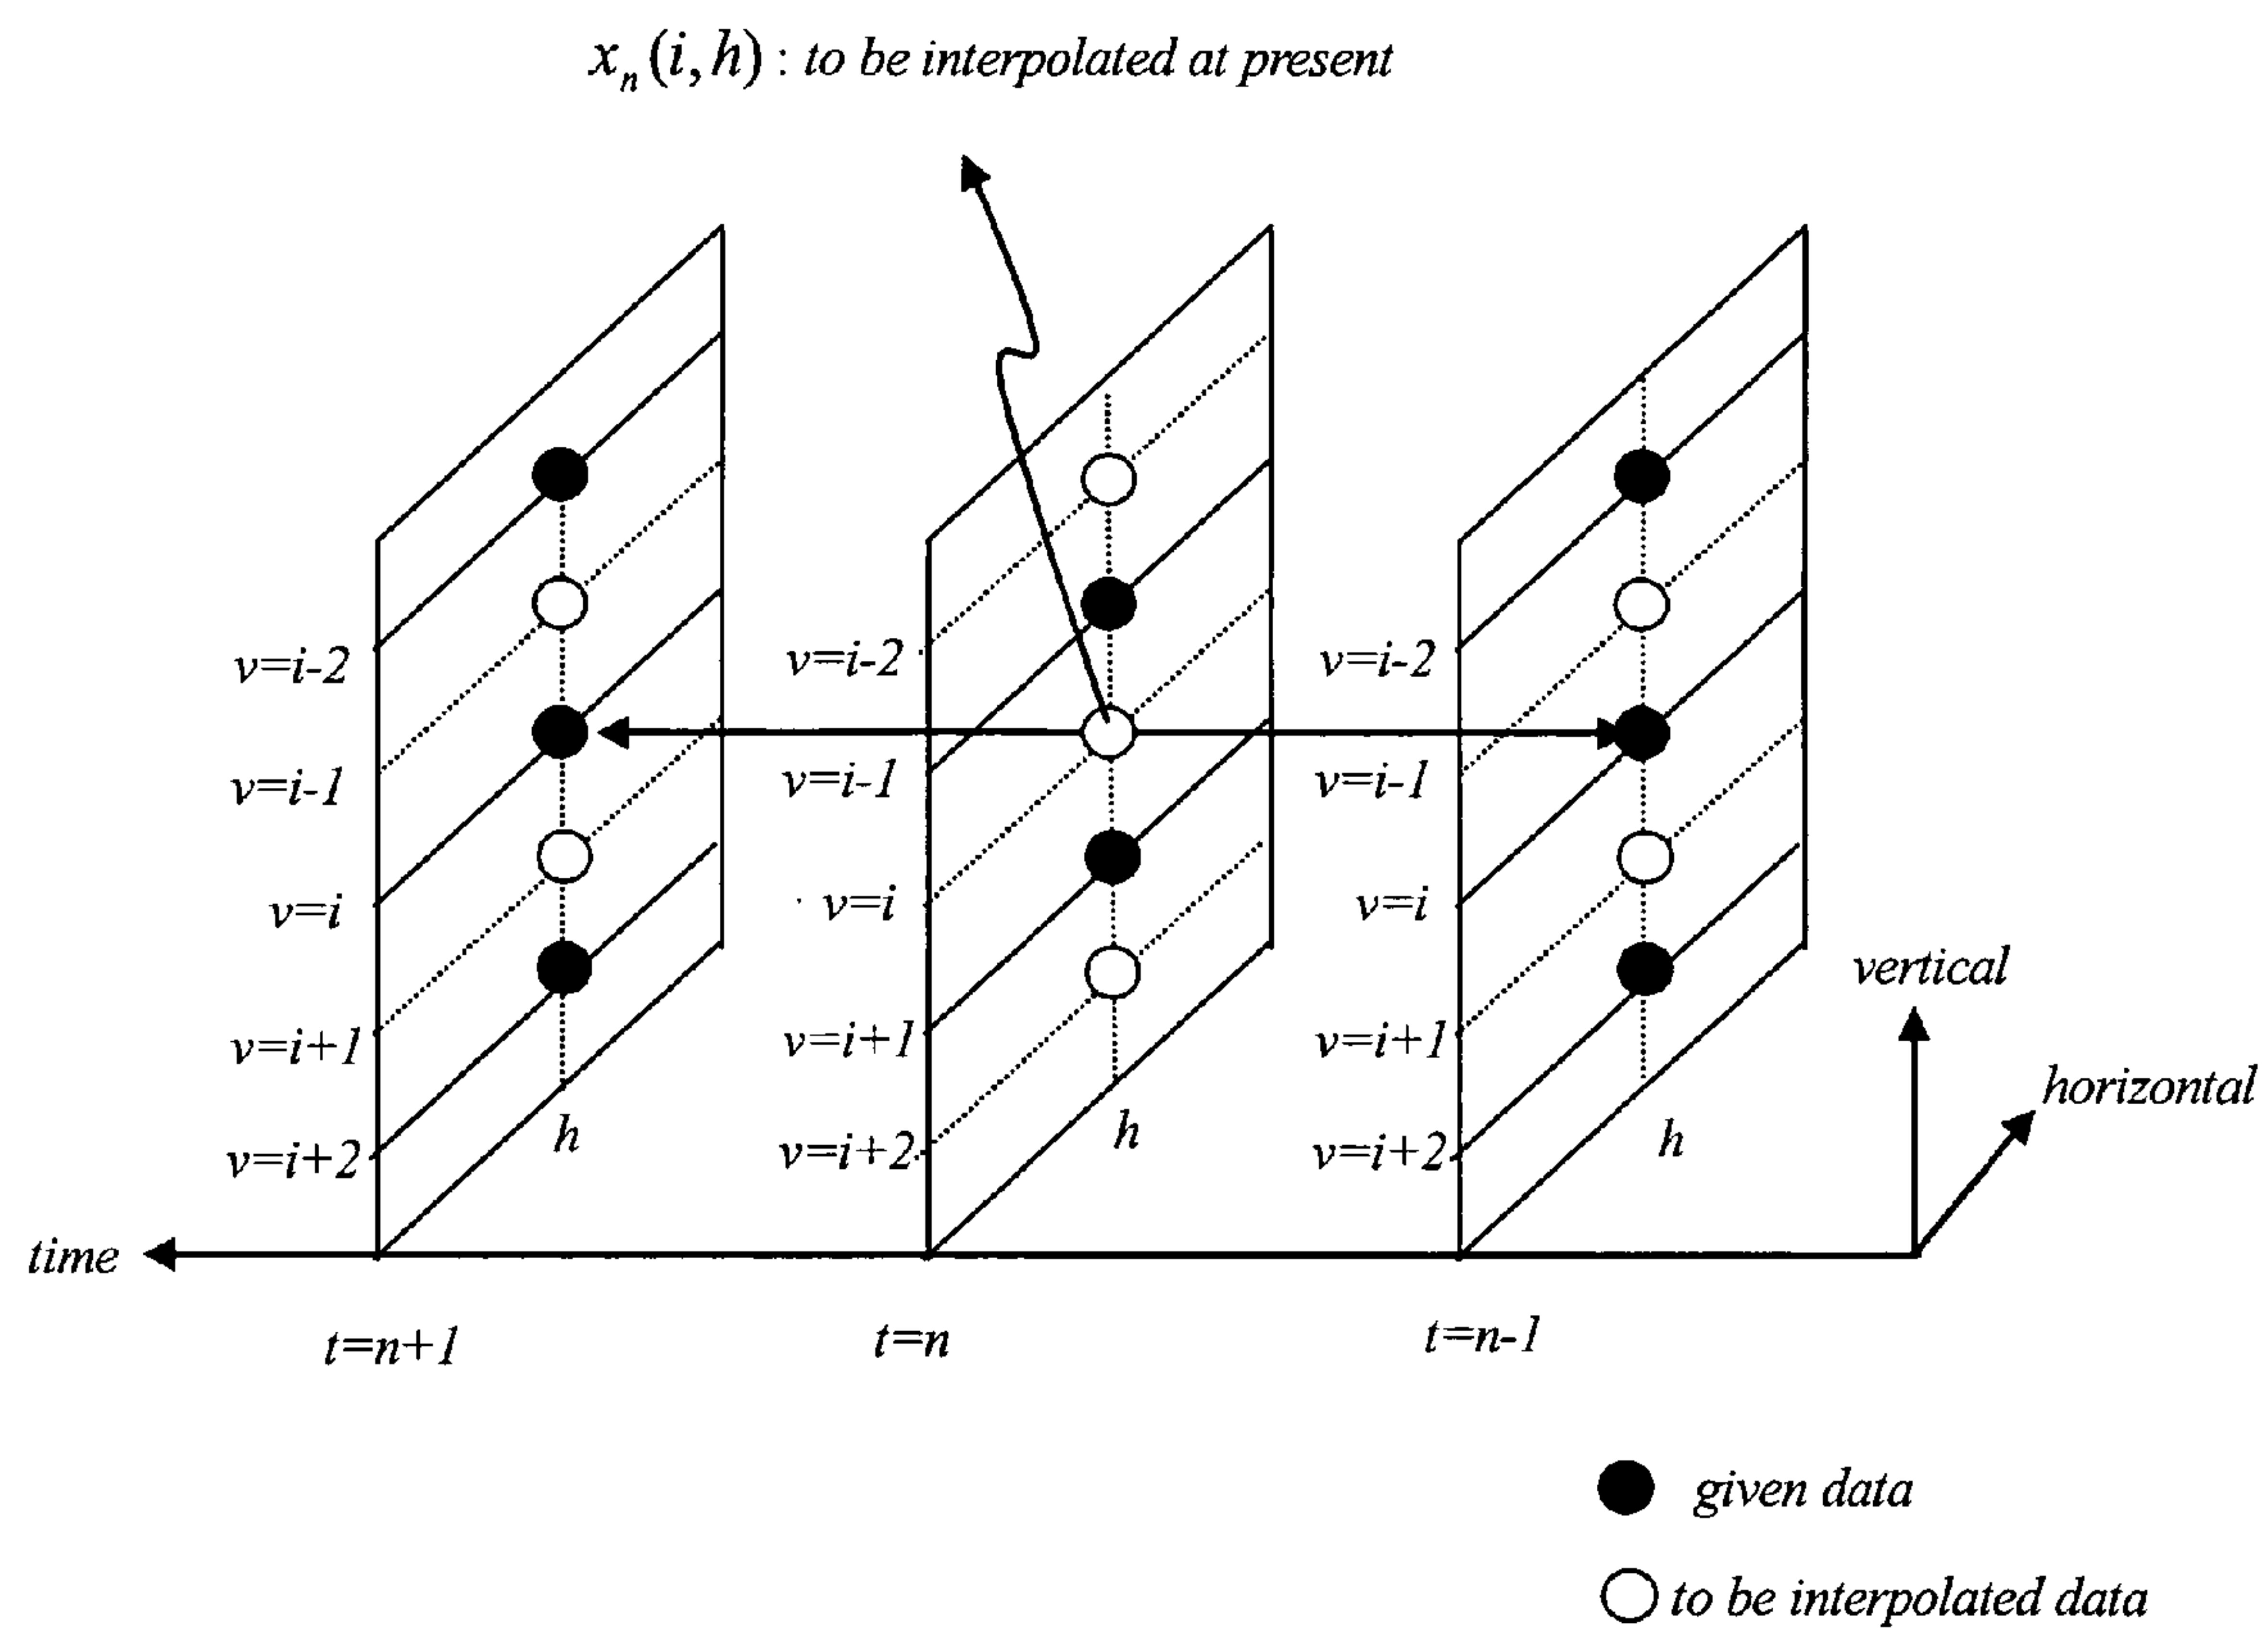 xₙ(i,h) : to be interpolated at present
v=i-2
v=i-1
v=i
v=i+1
v=i+2
h
v=i-2
v=i-1
v=i
v=i+1
v=i+2
h
v=i-2
v=i-1
v=i
v=i+1
v=i+2
h
vertical
horizontal
time
t=n+1
t=n
t=n-1
given data
to be interpolated data